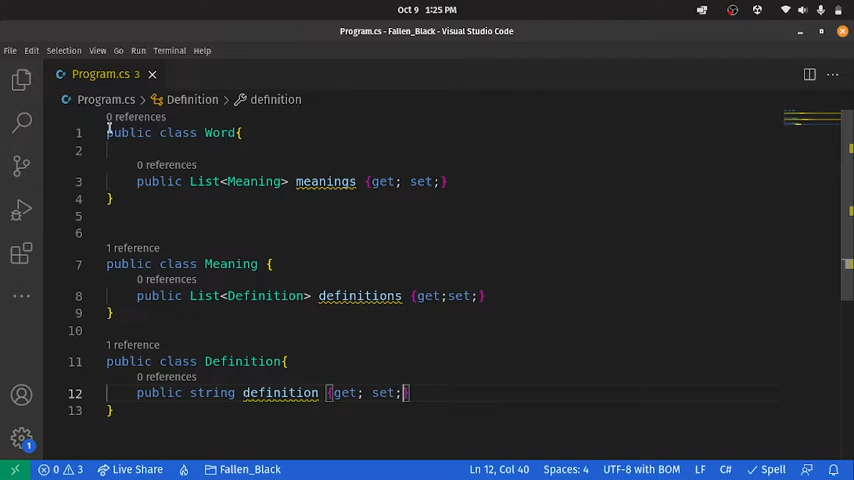 Oct 9 1:25 PM
Program.cs - Fallen_Black - Visual Studio Code
File Edit Selection View Go Run Terminal Help
Program.cs 3
Program.cs > Definition > definition
0 references
1 public class Word{
2
0 references
3 public List<Meaning> meanings {get; set;}
4 }
5
6
1 reference
7 public class Meaning {
0 references
8 public List<Definition> definitions {get;set;}
9 }
10
1 reference
11 public class Definition{
0 references
12 public string definition {get; set;}
13 }
1
0 3 Live Share Fallen_Black Ln 12, Col 40 Spaces: 4 UTF-8 with BOM LF C# Spell